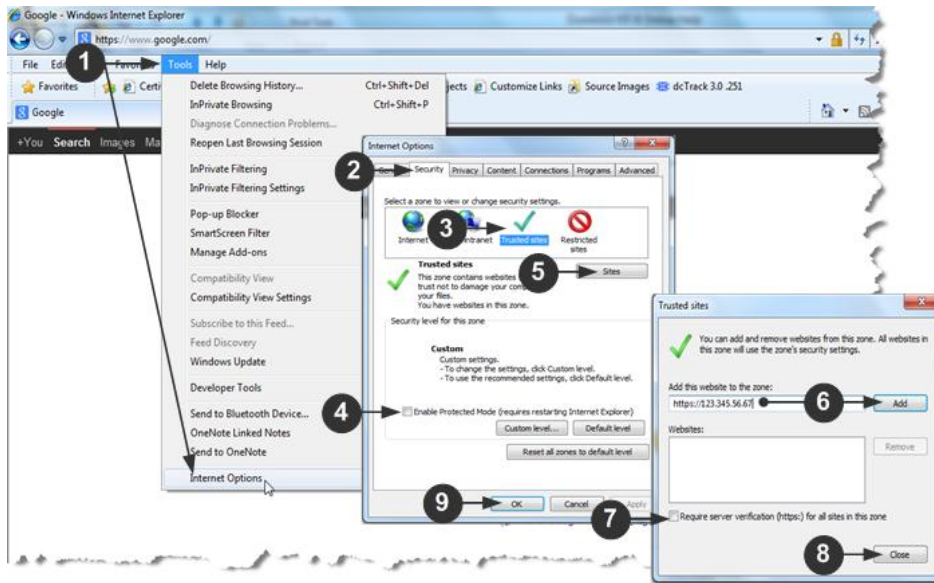 Google - Windows Internet Explorer
https://www.google.com/
File Tools Help
Favorites Customize Links Source Images dcTrack 3.0 .251
Google
+You Search Images
1
Delete Browsing History... Ctrl+Shift+Del
InPrivate Browsing Ctrl+Shift+P
Diagnose Connection Problems...
Reopen Last Browsing Session
InPrivate Filtering
InPrivate Filtering Settings
Pop-up Blocker
SmartScreen Filter
Manage Add-ons
Compatibility View
Compatibility View Settings
Subscribe to this Feed...
Feed Discovery
Windows Update
Developer Tools
Send to Bluetooth Device...
OneNote Linked Notes
Send to OneNote
Internet Options
Internet Options
2
Security Privacy Content Connections Programs Advanced
Select a zone to view or change security settings.
3
Internet Trusted sites Restricted
sites
Trusted sites
5 Sites
This zone contains websites
trust not to damage your
your files.
You have websites in this zone.
Security level for this zone
Custom
Custom settings.
- To change the settings, click Custom level.
- To use the recommended settings, click Default level.
4 Enable Protected Mode (requires restarting Internet Explorer)
Custom level... Default level
Reset all zones to default level
9 OK Cancel Apply
Trusted sites
You can add and remove websites from this zone. All websites in
this zone will use the zone's security settings.
Add this website to the zone:
https://123.345.56.67 6 Add
Websites:
Remove
7 Require server verification (https:) for all sites in this zone
8 Close